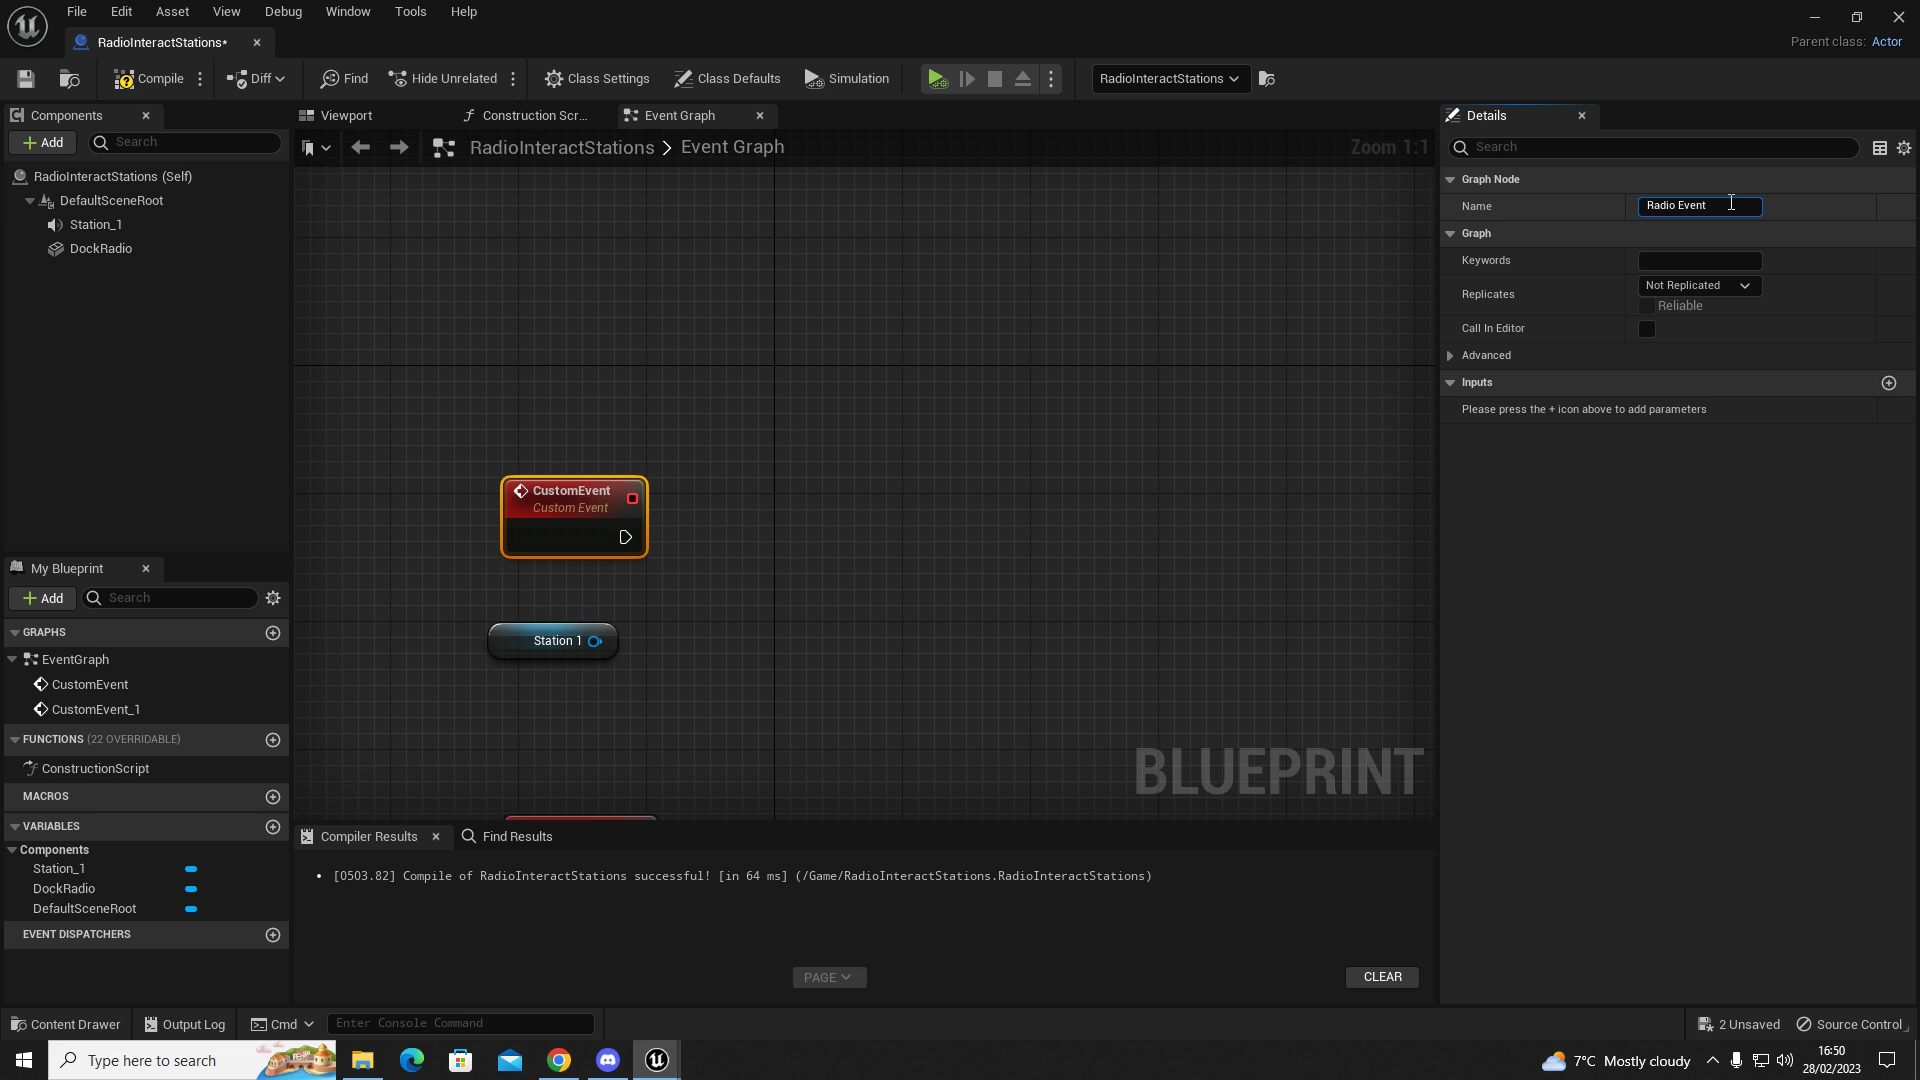 File Edit Asset View Debug Window Tools Help
RadioInteractStations*
Parent class: Actor
Compile Diff Find Hide Unrelated Class Settings Class Defaults Simulation RadioInteractStations
Components
Viewport
Construction Scr...
Event Graph
Details
Add
Search
RadioInteractStations > Event Graph
Zoom 1:1
Search
RadioInteractStations (Self)
DefaultSceneRoot
Station_1
DockRadio
Graph Node
Name
Radio Event
Graph
Keywords
Replicates
Not Replicated
Reliable
Call In Editor
Advanced
Inputs
Please press the + icon above to add parameters
CustomEvent
Custom Event
Station 1
BLUEPRINT
My Blueprint
Add
Search
GRAPHS
EventGraph
CustomEvent
CustomEvent_1
FUNCTIONS (22 OVERRIDABLE)
ConstructionScript
MACROS
VARIABLES
Components
Station_1
DockRadio
DefaultSceneRoot
EVENT DISPATCHERS
Compiler Results
Find Results
• [0503.82] Compile of RadioInteractStations successful! [in 64 ms] (/Game/RadioInteractStations.RadioInteractStations)
PAGE
CLEAR
Content Drawer
Output Log
Cmd
Enter Console Command
2 Unsaved
Source Control
Type here to search
7°C Mostly cloudy
16:50
28/02/2023